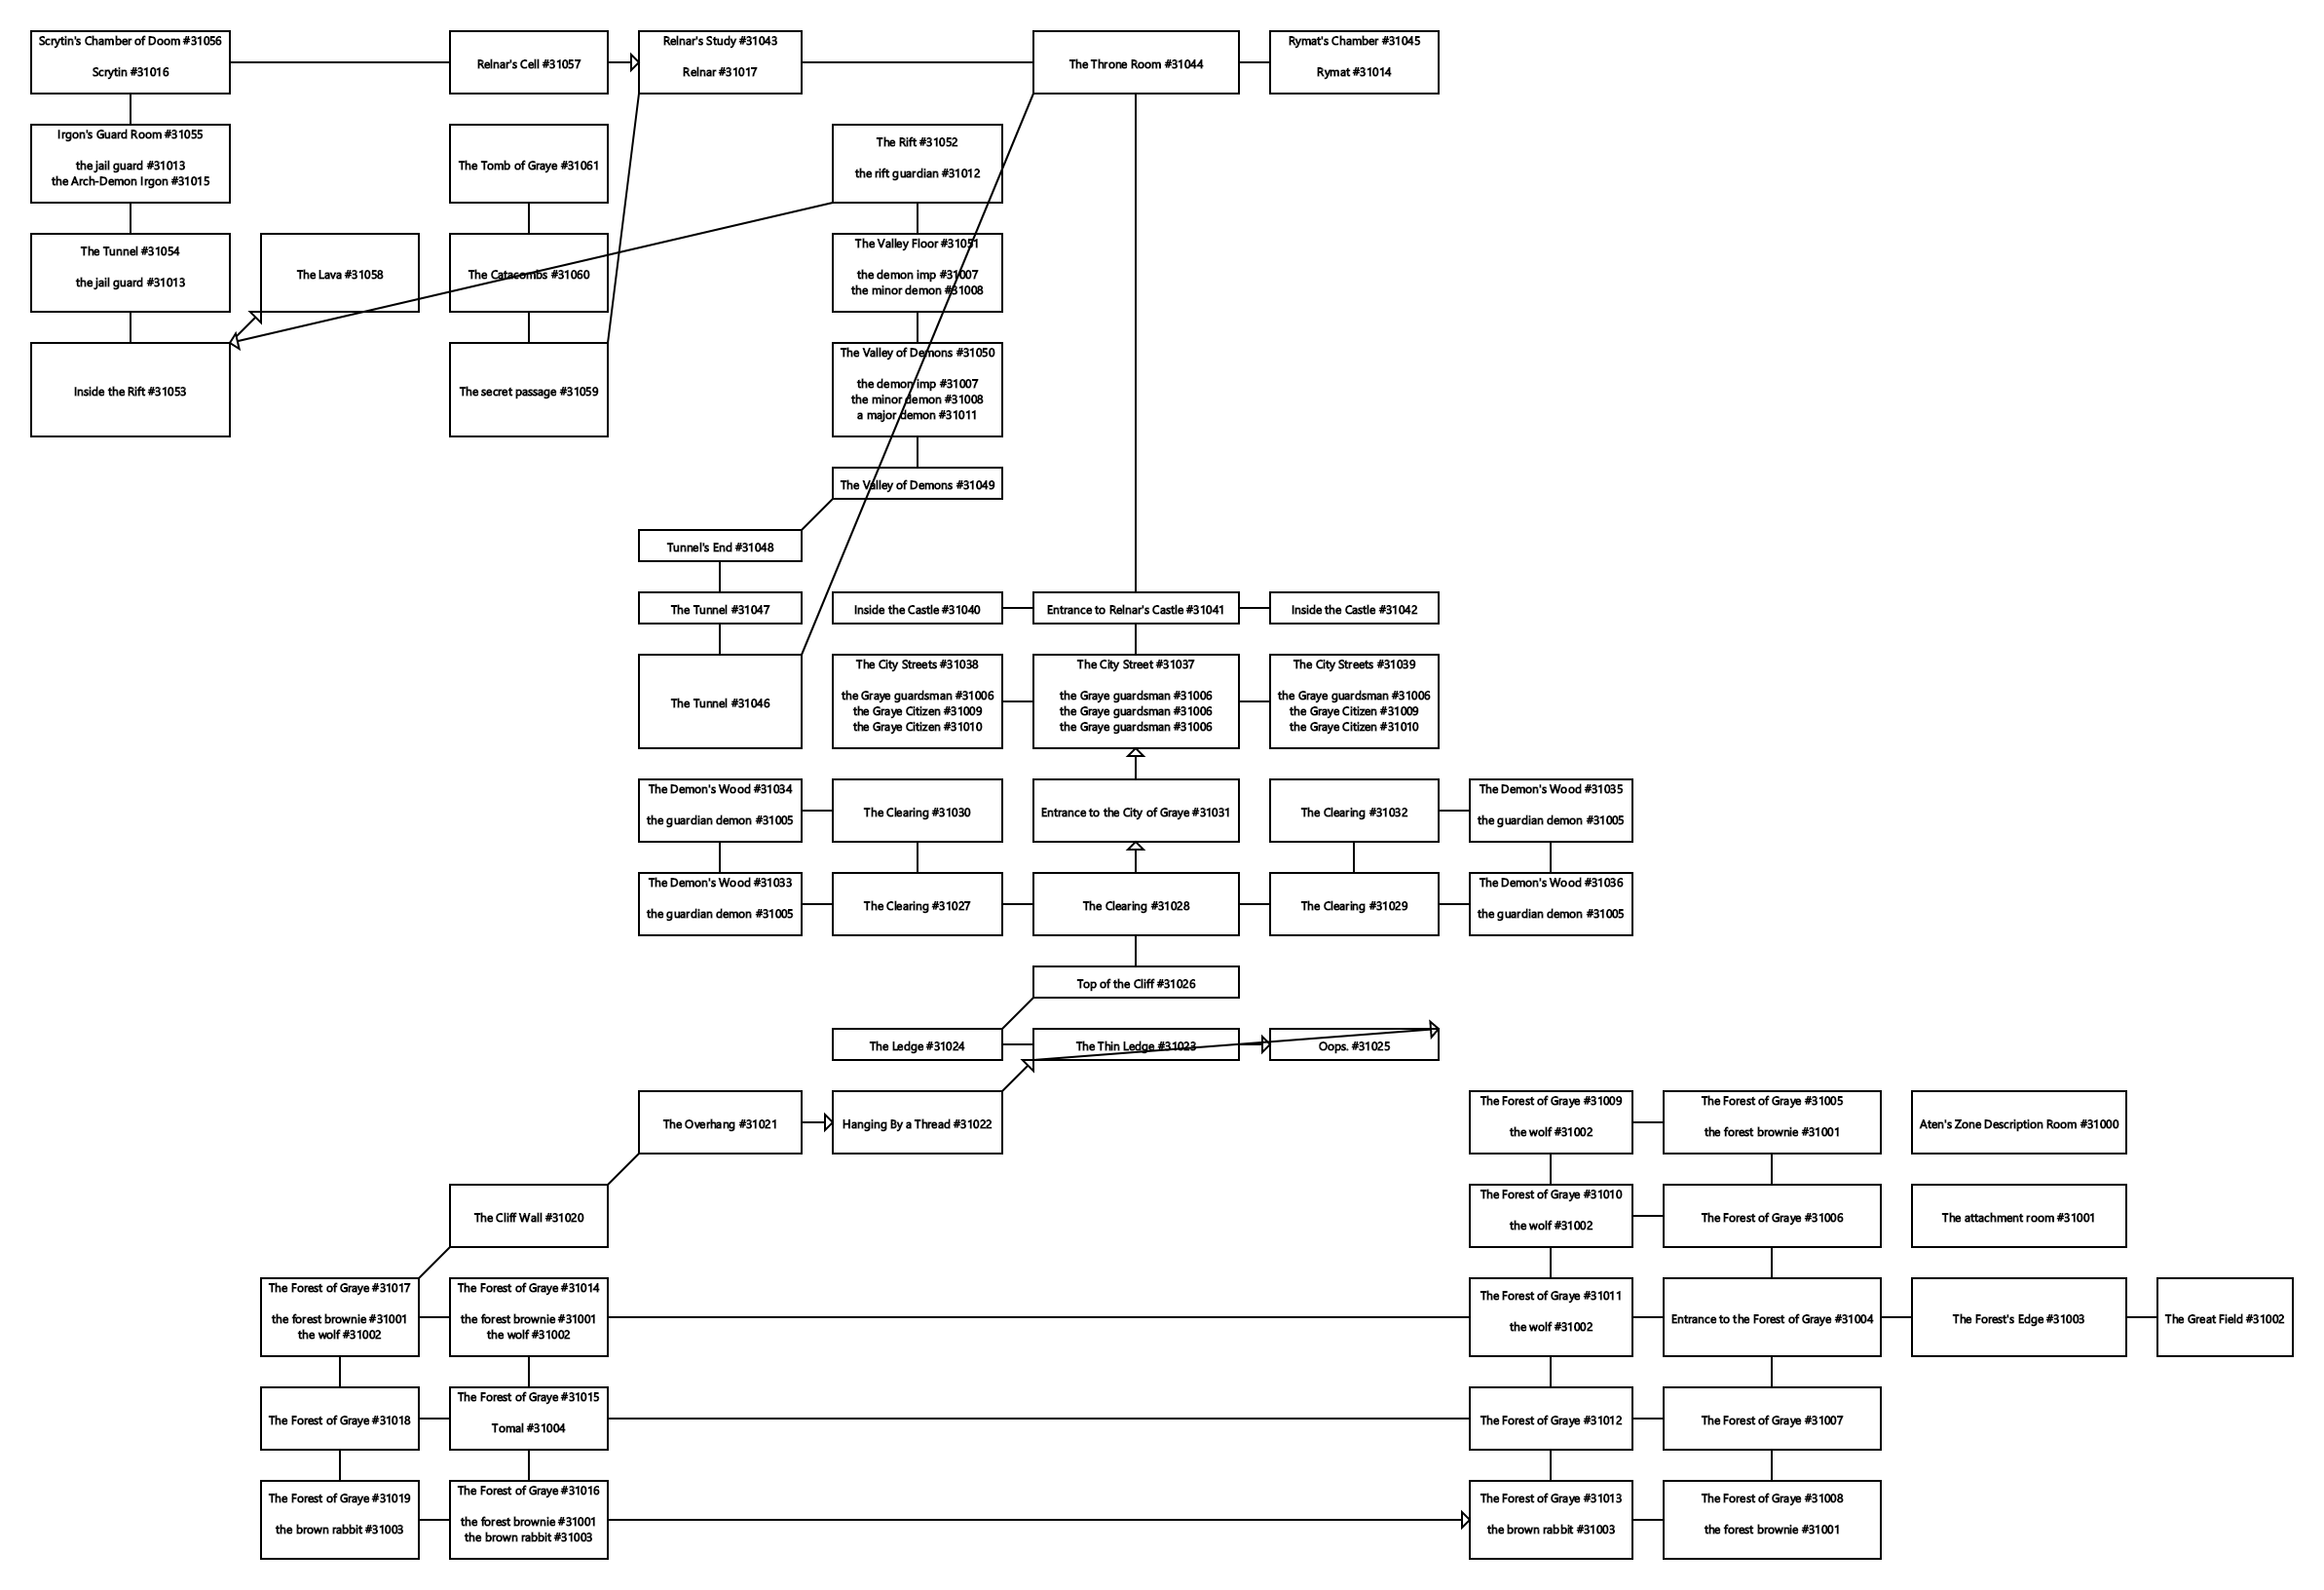 Scrytin's Chamber of Doom #31056
Scrytin #31016
Relnar's Cell #31057
Relnar's Study #31043
Relnar #31017
The Throne Room #31044
Rymat's Chamber #31045
Rymat #31014
Irgon's Guard Room #31055
the jail guard #31013
the Arch-Demon Irgon #31015
The Tomb of Graye #31061
The Rift #31052
the rift guardian #31012
The Tunnel #31054
the jail guard #31013
The Lava #31058
The Catacombs #31060
The Valley Floor #31051
the demon imp #31007
the minor demon #31008
Inside the Rift #31053
The secret passage #31059
The Valley of Demons #31050
the demon imp #31007
the minor demon #31008
a major demon #31011
The Valley of Demons #31049
Tunnel's End #31048
The Tunnel #31047
Inside the Castle #31040
Entrance to Relnar's Castle #31041
Inside the Castle #31042
The Tunnel #31046
The City Streets #31038
the Graye guardsman #31006
the Graye Citizen #31009
the Graye Citizen #31010
The City Street #31037
the Graye guardsman #31006
the Graye guardsman #31006
the Graye guardsman #31006
The City Streets #31039
the Graye guardsman #31006
the Graye Citizen #31009
the Graye Citizen #31010
The Demon's Wood #31034
the guardian demon #31005
The Clearing #31030
Entrance to the City of Graye #31031
The Clearing #31032
The Demon's Wood #31035
the guardian demon #31005
The Demon's Wood #31033
the guardian demon #31005
The Clearing #31027
The Clearing #31028
The Clearing #31029
The Demon's Wood #31036
the guardian demon #31005
Top of the Cliff #31026
The Ledge #31024
The Thin Ledge #31023
Oops. #31025
The Overhang #31021
Hanging By a Thread #31022
The Forest of Graye #31009
the wolf #31002
The Forest of Graye #31005
the forest brownie #31001
Aten's Zone Description Room #31000
The Cliff Wall #31020
The Forest of Graye #31010
the wolf #31002
The Forest of Graye #31006
The attachment room #31001
The Forest of Graye #31017
the forest brownie #31001
the wolf #31002
The Forest of Graye #31014
the forest brownie #31001
the wolf #31002
The Forest of Graye #31011
the wolf #31002
Entrance to the Forest of Graye #31004
The Forest's Edge #31003
The Great Field #31002
The Forest of Graye #31018
The Forest of Graye #31015
Tomal #31004
The Forest of Graye #31012
The Forest of Graye #31007
The Forest of Graye #31019
the brown rabbit #31003
The Forest of Graye #31016
the forest brownie #31001
the brown rabbit #31003
The Forest of Graye #31013
the brown rabbit #31003
The Forest of Graye #31008
the forest brownie #31001